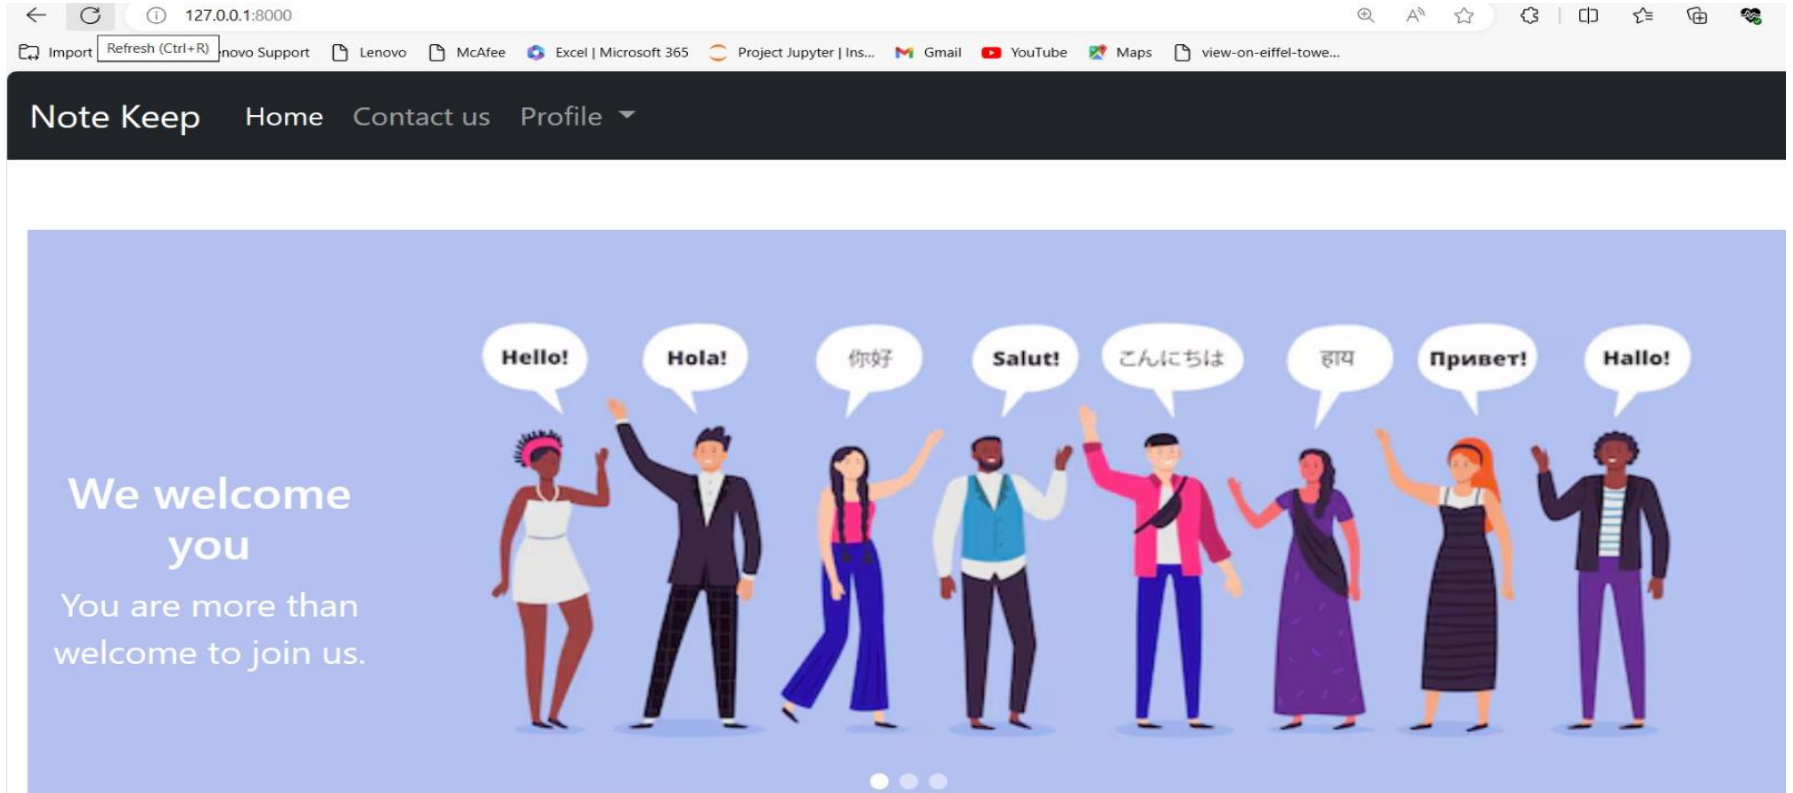 127.0.0.1:8000
Import Refresh (Ctrl+R) enovo Support Lenovo McAfee Excel | Microsoft 365 Project Jupyter | Ins... Gmail YouTube Maps view-on-eiffel-towe...
Note Keep Home Contact us Profile
Hello! Hola! 你好 Salut! こんにちは हाय Привет! Hallo!
We welcome
you
You are more than
welcome to join us.